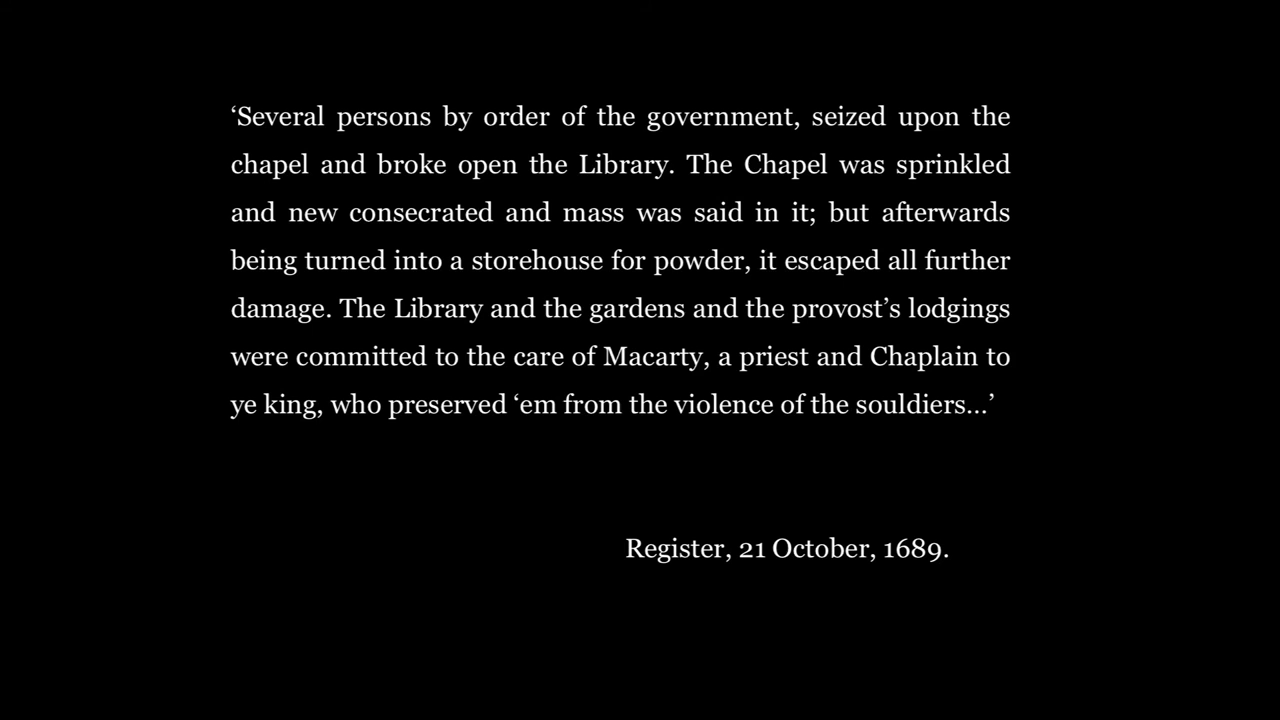 ‘Several persons by order of the government, seized upon the
chapel and broke open the Library. The Chapel was sprinkled
and new consecrated and mass was said in it; but afterwards
being turned into a storehouse for powder, it escaped all further
damage. The Library and the gardens and the provost’s lodgings
were committed to the care of Macarty, a priest and Chaplain to
ye king, who preserved ‘em from the violence of the souldiers…’
Register, 21 October, 1689.